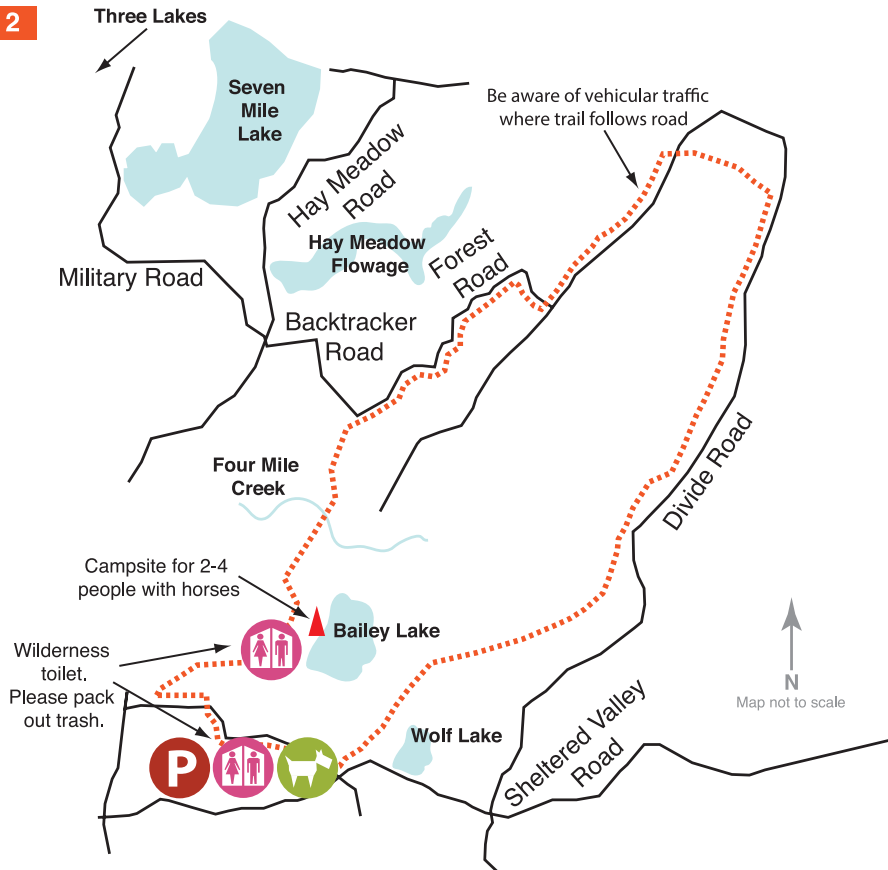 2
Three Lakes
Seven
Mile
Lake
Be aware of vehicular traffic
where trail follows road
Hay Meadow
Road
Hay Meadow
Flowage
Forest
Road
Military Road
Backtracker
Road
Four Mile
Creek
Divide Road
Campsite for 2-4
people with horses
Bailey Lake
Wilderness
toilet.
Please pack
out trash.
N
Map not to scale
Wolf Lake
Sheltered Valley
Road
P